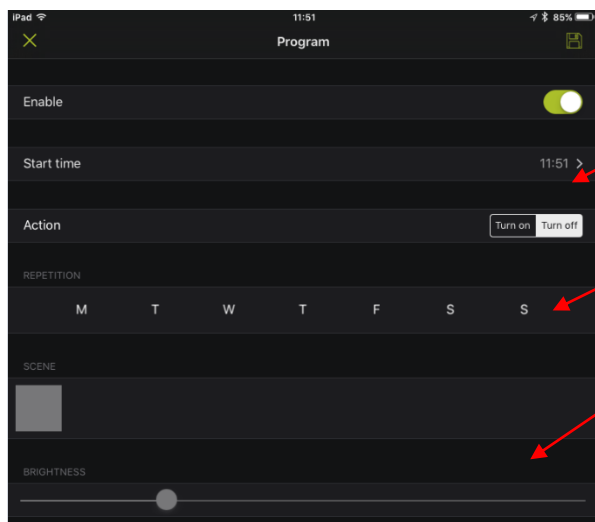 iPad 11:51 85%
Program
Enable
Start time 11:51
Action Turn on Turn off
REPETITION
M T W T F S S
SCENE
BRIGHTNESS